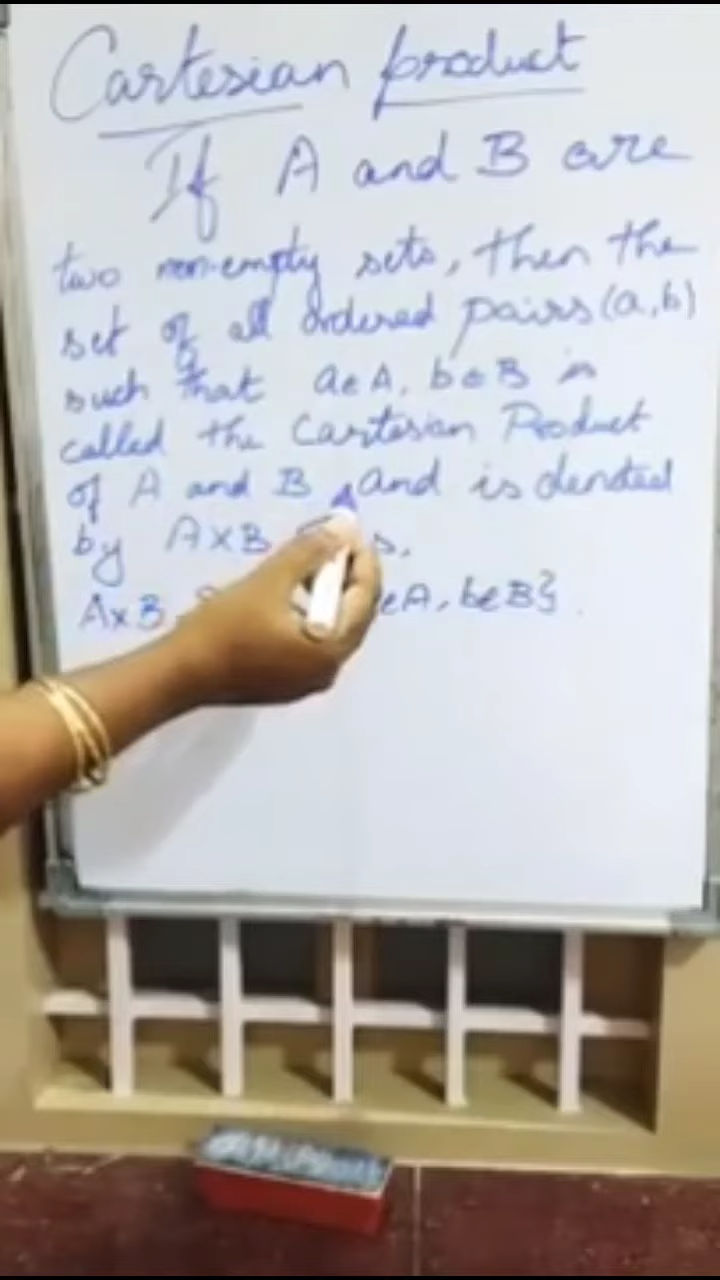 Cartesian product
If A and B are
two non-empty sets, then the
set of all ordered pairs (a,b)
such that a∈A, b∈B is
called the Cartesian Product
of A and B, and is denoted
by A×B
A×B ∈A, b∈B}.